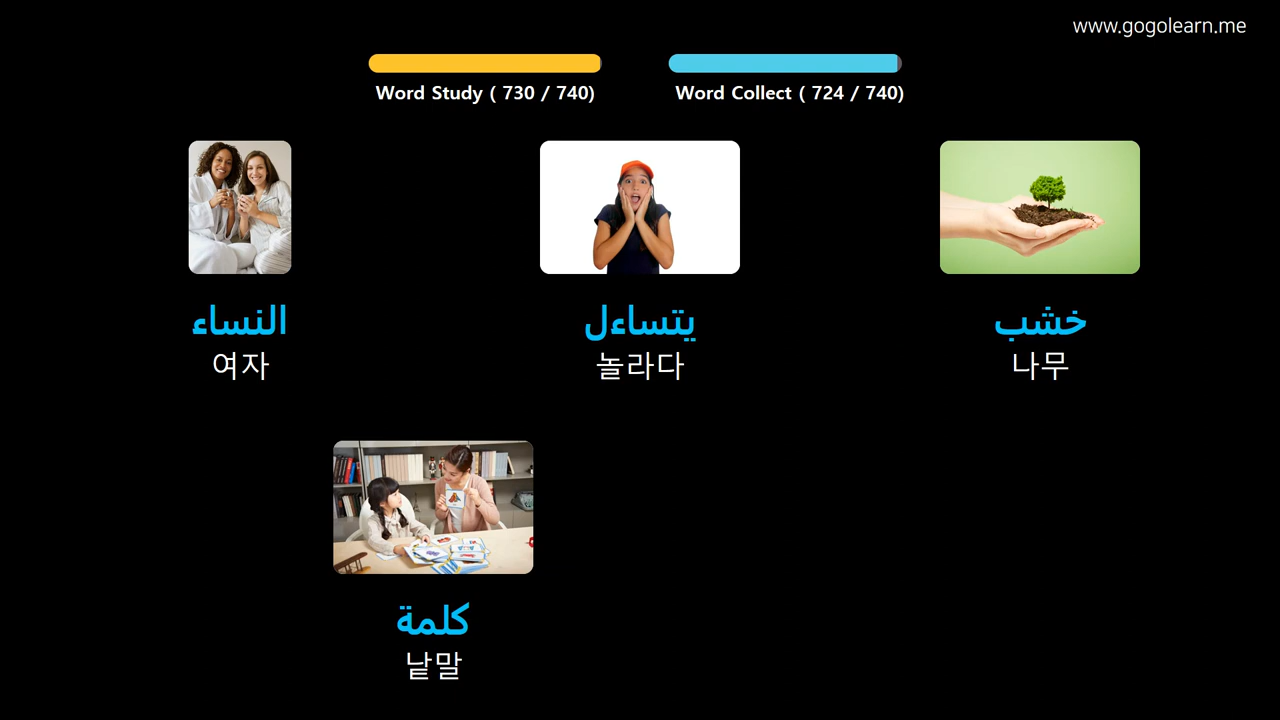 www.gogolearn.me
Word Study ( 730 / 740)
Word Collect ( 724 / 740)
النساء
여자
يتساءل
놀라다
خشب
나무
كلمة
낱말